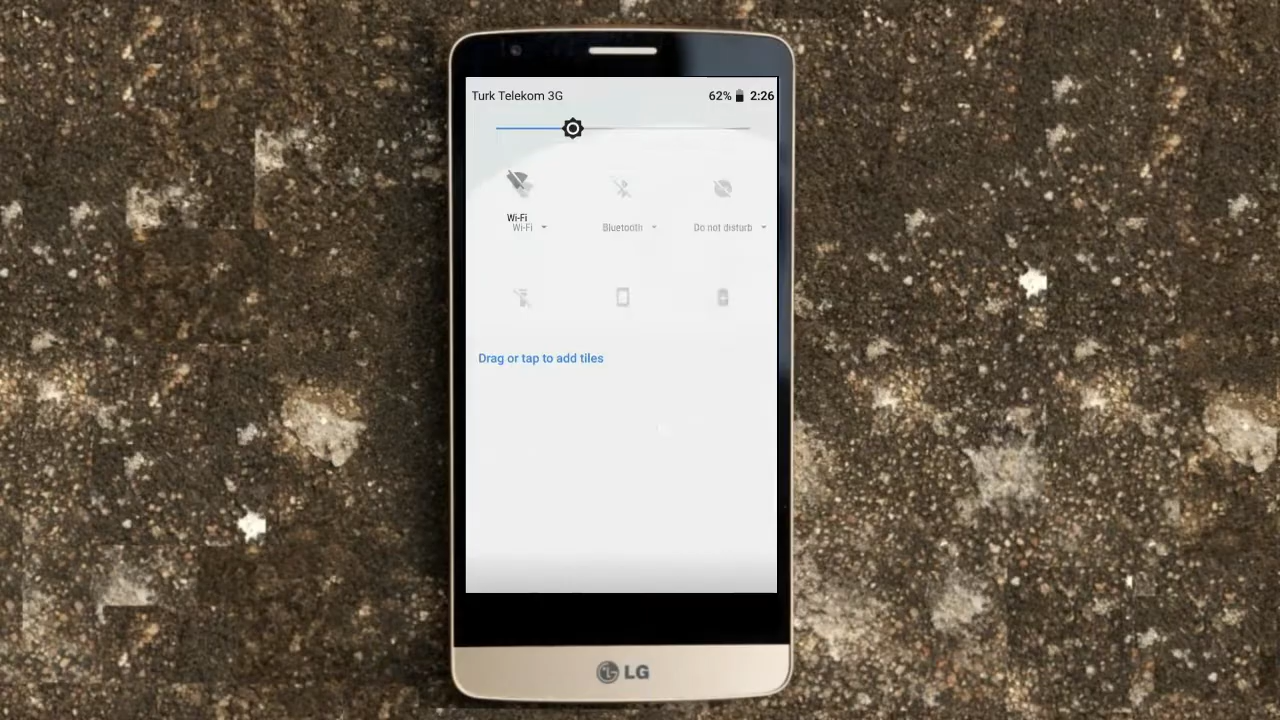 Turk Telekom 3G 62% 2:26
Wi-Fi
Wi-Fi Bluetooth Do not disturb
Drag or tap to add tiles
LG